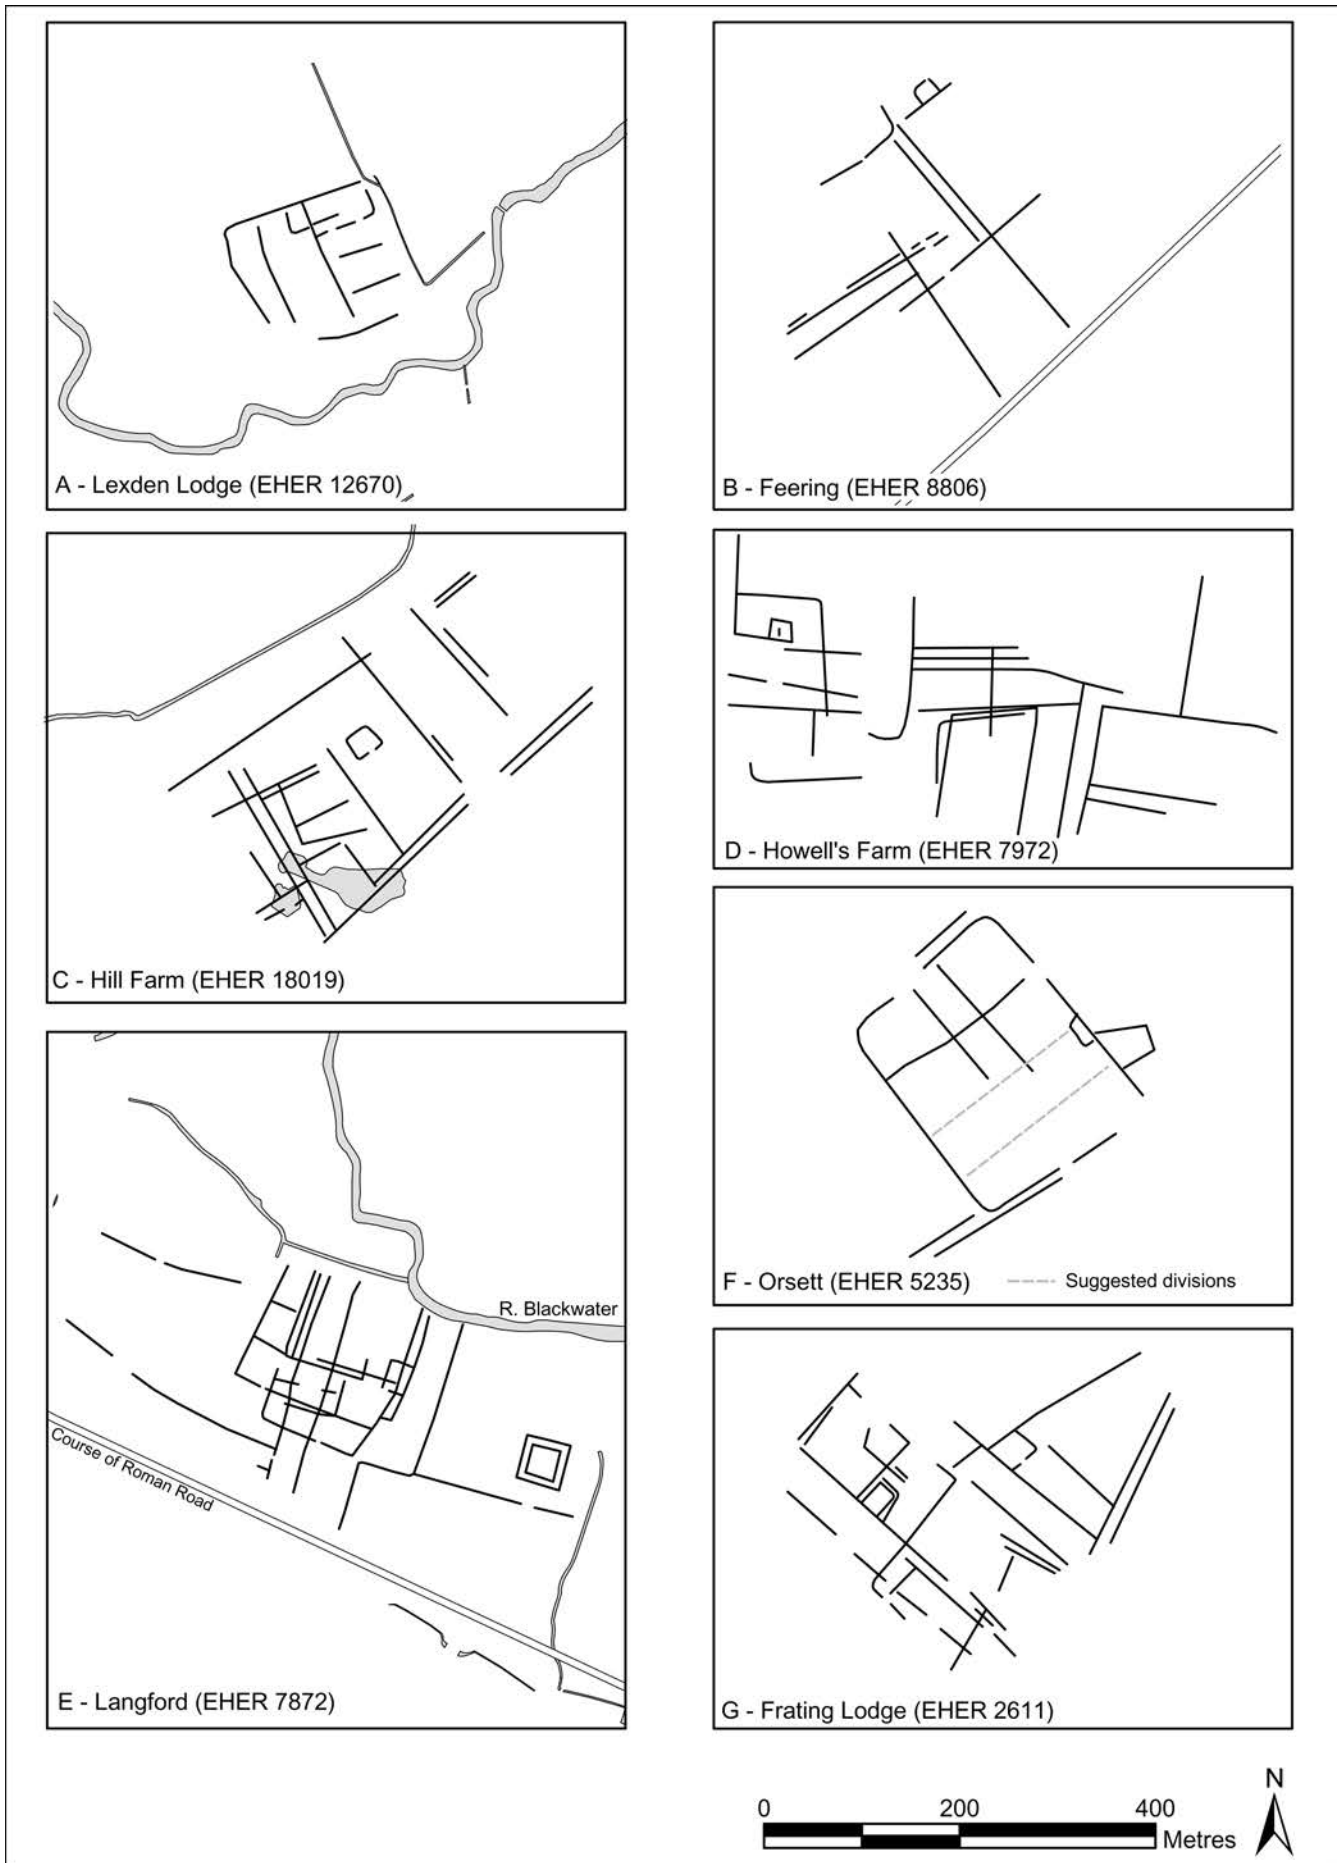 A - Lexden Lodge (EHER 12670)
B - Feering (EHER 8806)
C - Hill Farm (EHER 18019)
D - Howell's Farm (EHER 7972)
R. Blackwater
Course of Roman Road
E - Langford (EHER 7872)
F - Orsett (EHER 5235)
Suggested divisions
G - Frating Lodge (EHER 2611)
0 200 400
Metres
N